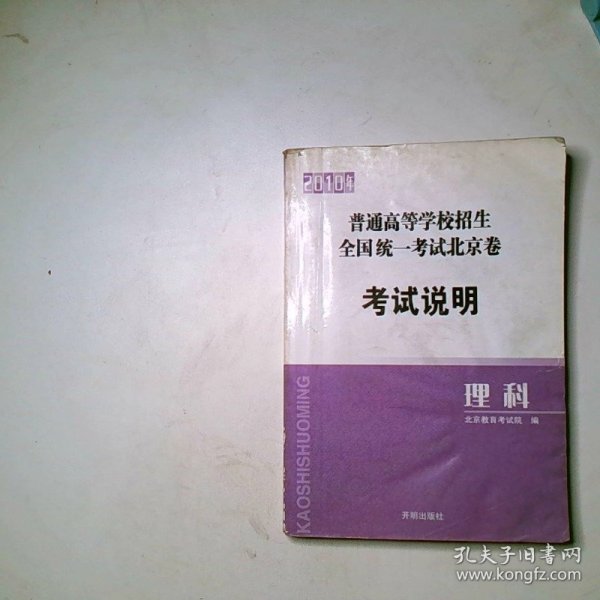 2010年
普通高等学校招生
全国统一考试北京卷
考试说明
KAOSHISHUOMING
理科
北京教育考试院 编
开明出版社
孔夫子旧书网
www.kongfz.com